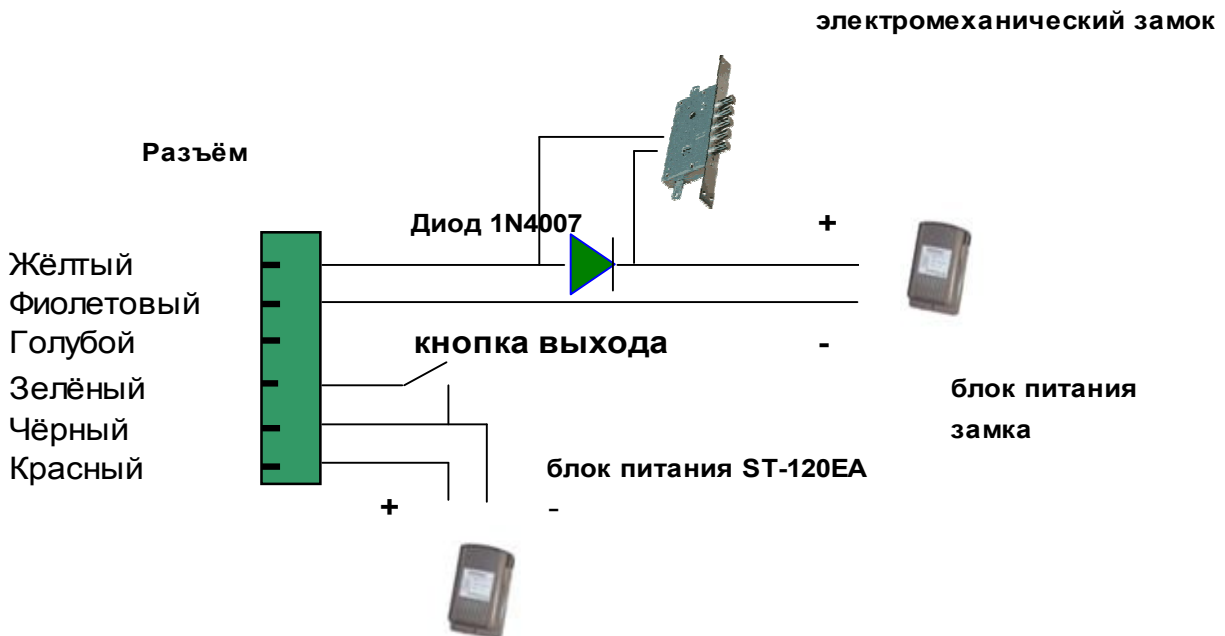 электромеханический замок
Разъём
Диод 1N4007
+
Жёлтый
Фиолетовый
Голубой
кнопка выхода
-
Зелёный
блок питания
замка
Чёрный
Красный
блок питания ST-120EA
+
-